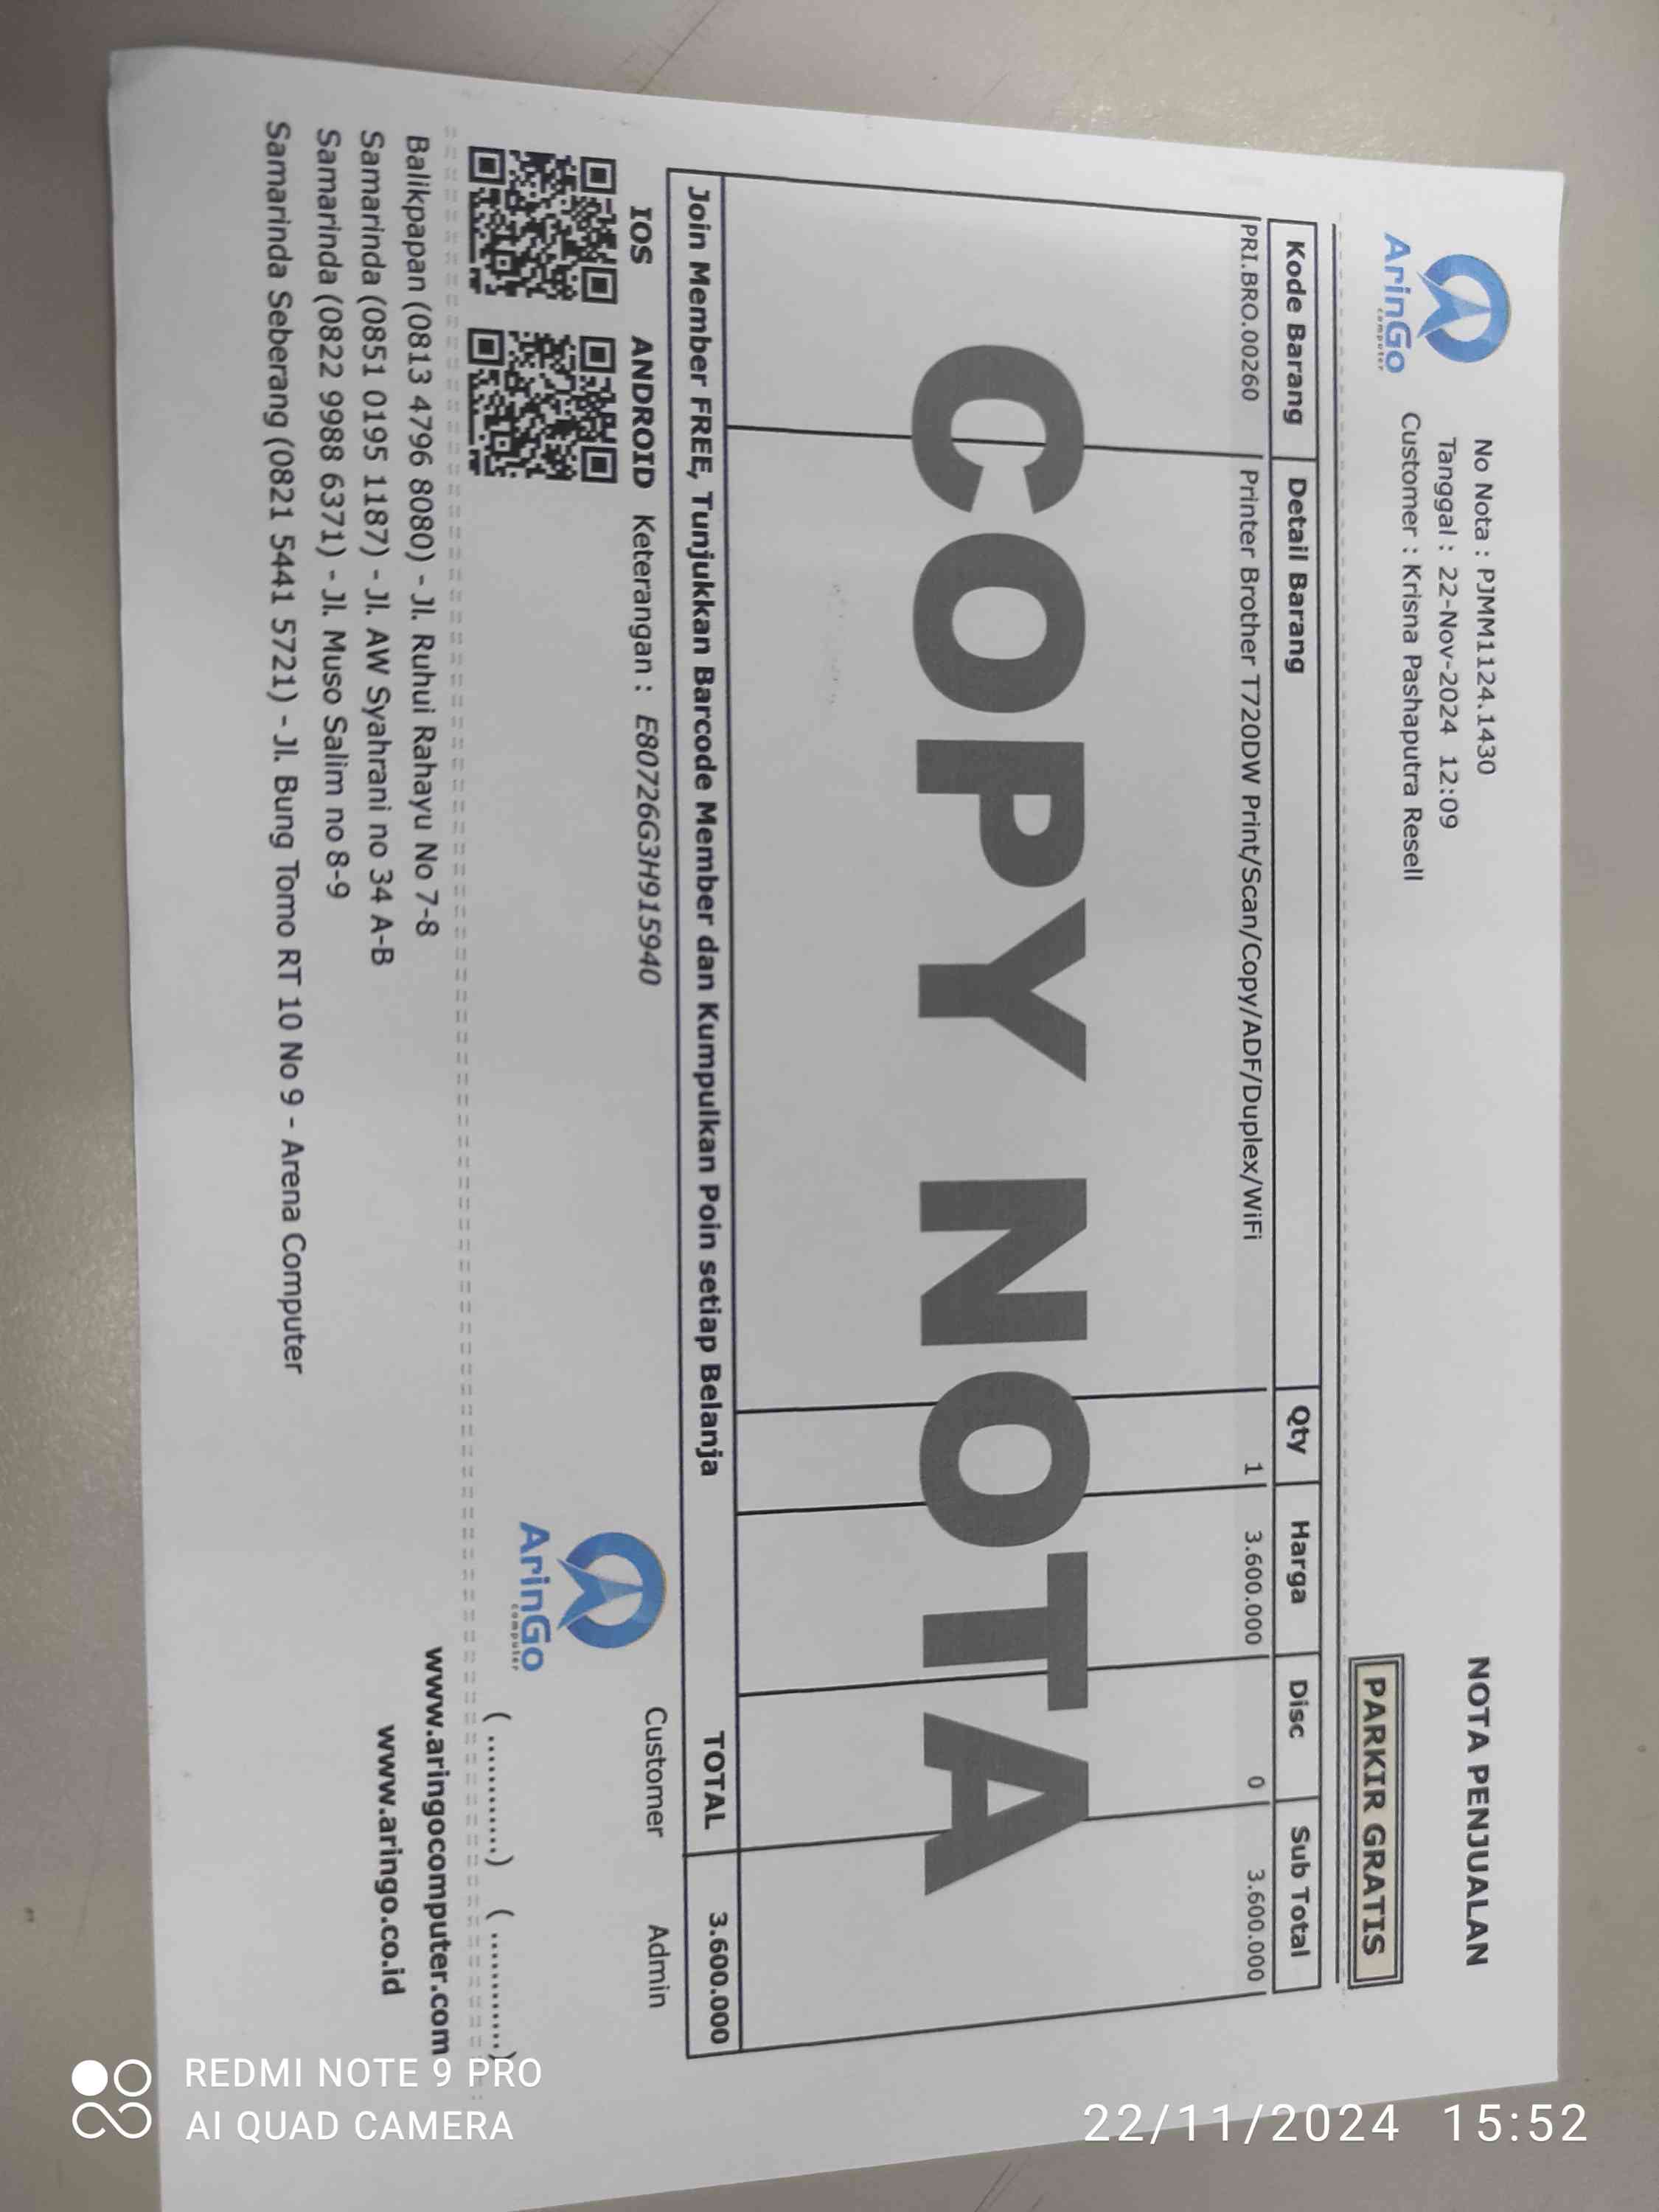 ArinGo
computer
No Nota : PJMM1124.1430
Tanggal : 22-Nov-2024 12:09
Customer : Krisna Pashaputra Resell
NOTA PENJUALAN
PARKIR GRATIS
Kode Barang Detail Barang Qty Harga Disc Sub Total
PRI.BRO.00260 Printer Brother T720DW Print/Scan/Copy/ADF/Duplex/WiFi 1 3.600.000 0 3.600.000
COPY NOTA
Join Member FREE, Tunjukkan Barcode Member dan Kumpulkan Poin setiap Belanja TOTAL 3.600.000
IOS ANDROID Keterangan : E80726G3H915940
Customer Admin
ArinGo
computer
( ............) ( ............)
Balikpapan (0813 4796 8080) - Jl. Ruhui Rahayu No 7-8
Samarinda (0851 0195 1187) - Jl. AW Syahrani no 34 A-B
Samarinda (0822 9988 6371) - Jl. Muso Salim no 8-9
Samarinda Seberang (0821 5441 5721) - Jl. Bung Tomo RT 10 No 9 - Arena Computer
www.aringocomputer.com
www.aringo.co.id
REDMI NOTE 9 PRO
AI QUAD CAMERA
22/11/2024 15:52